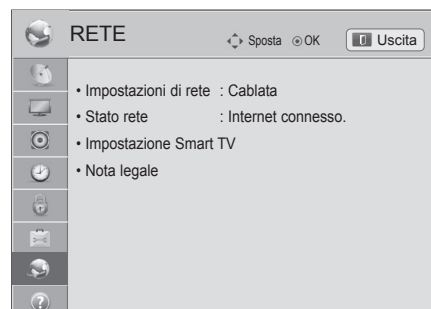 RETE
Sposta OK Uscita
• Impostazioni di rete : Cablata
• Stato rete : Internet connesso.
• Impostazione Smart TV
• Nota legale